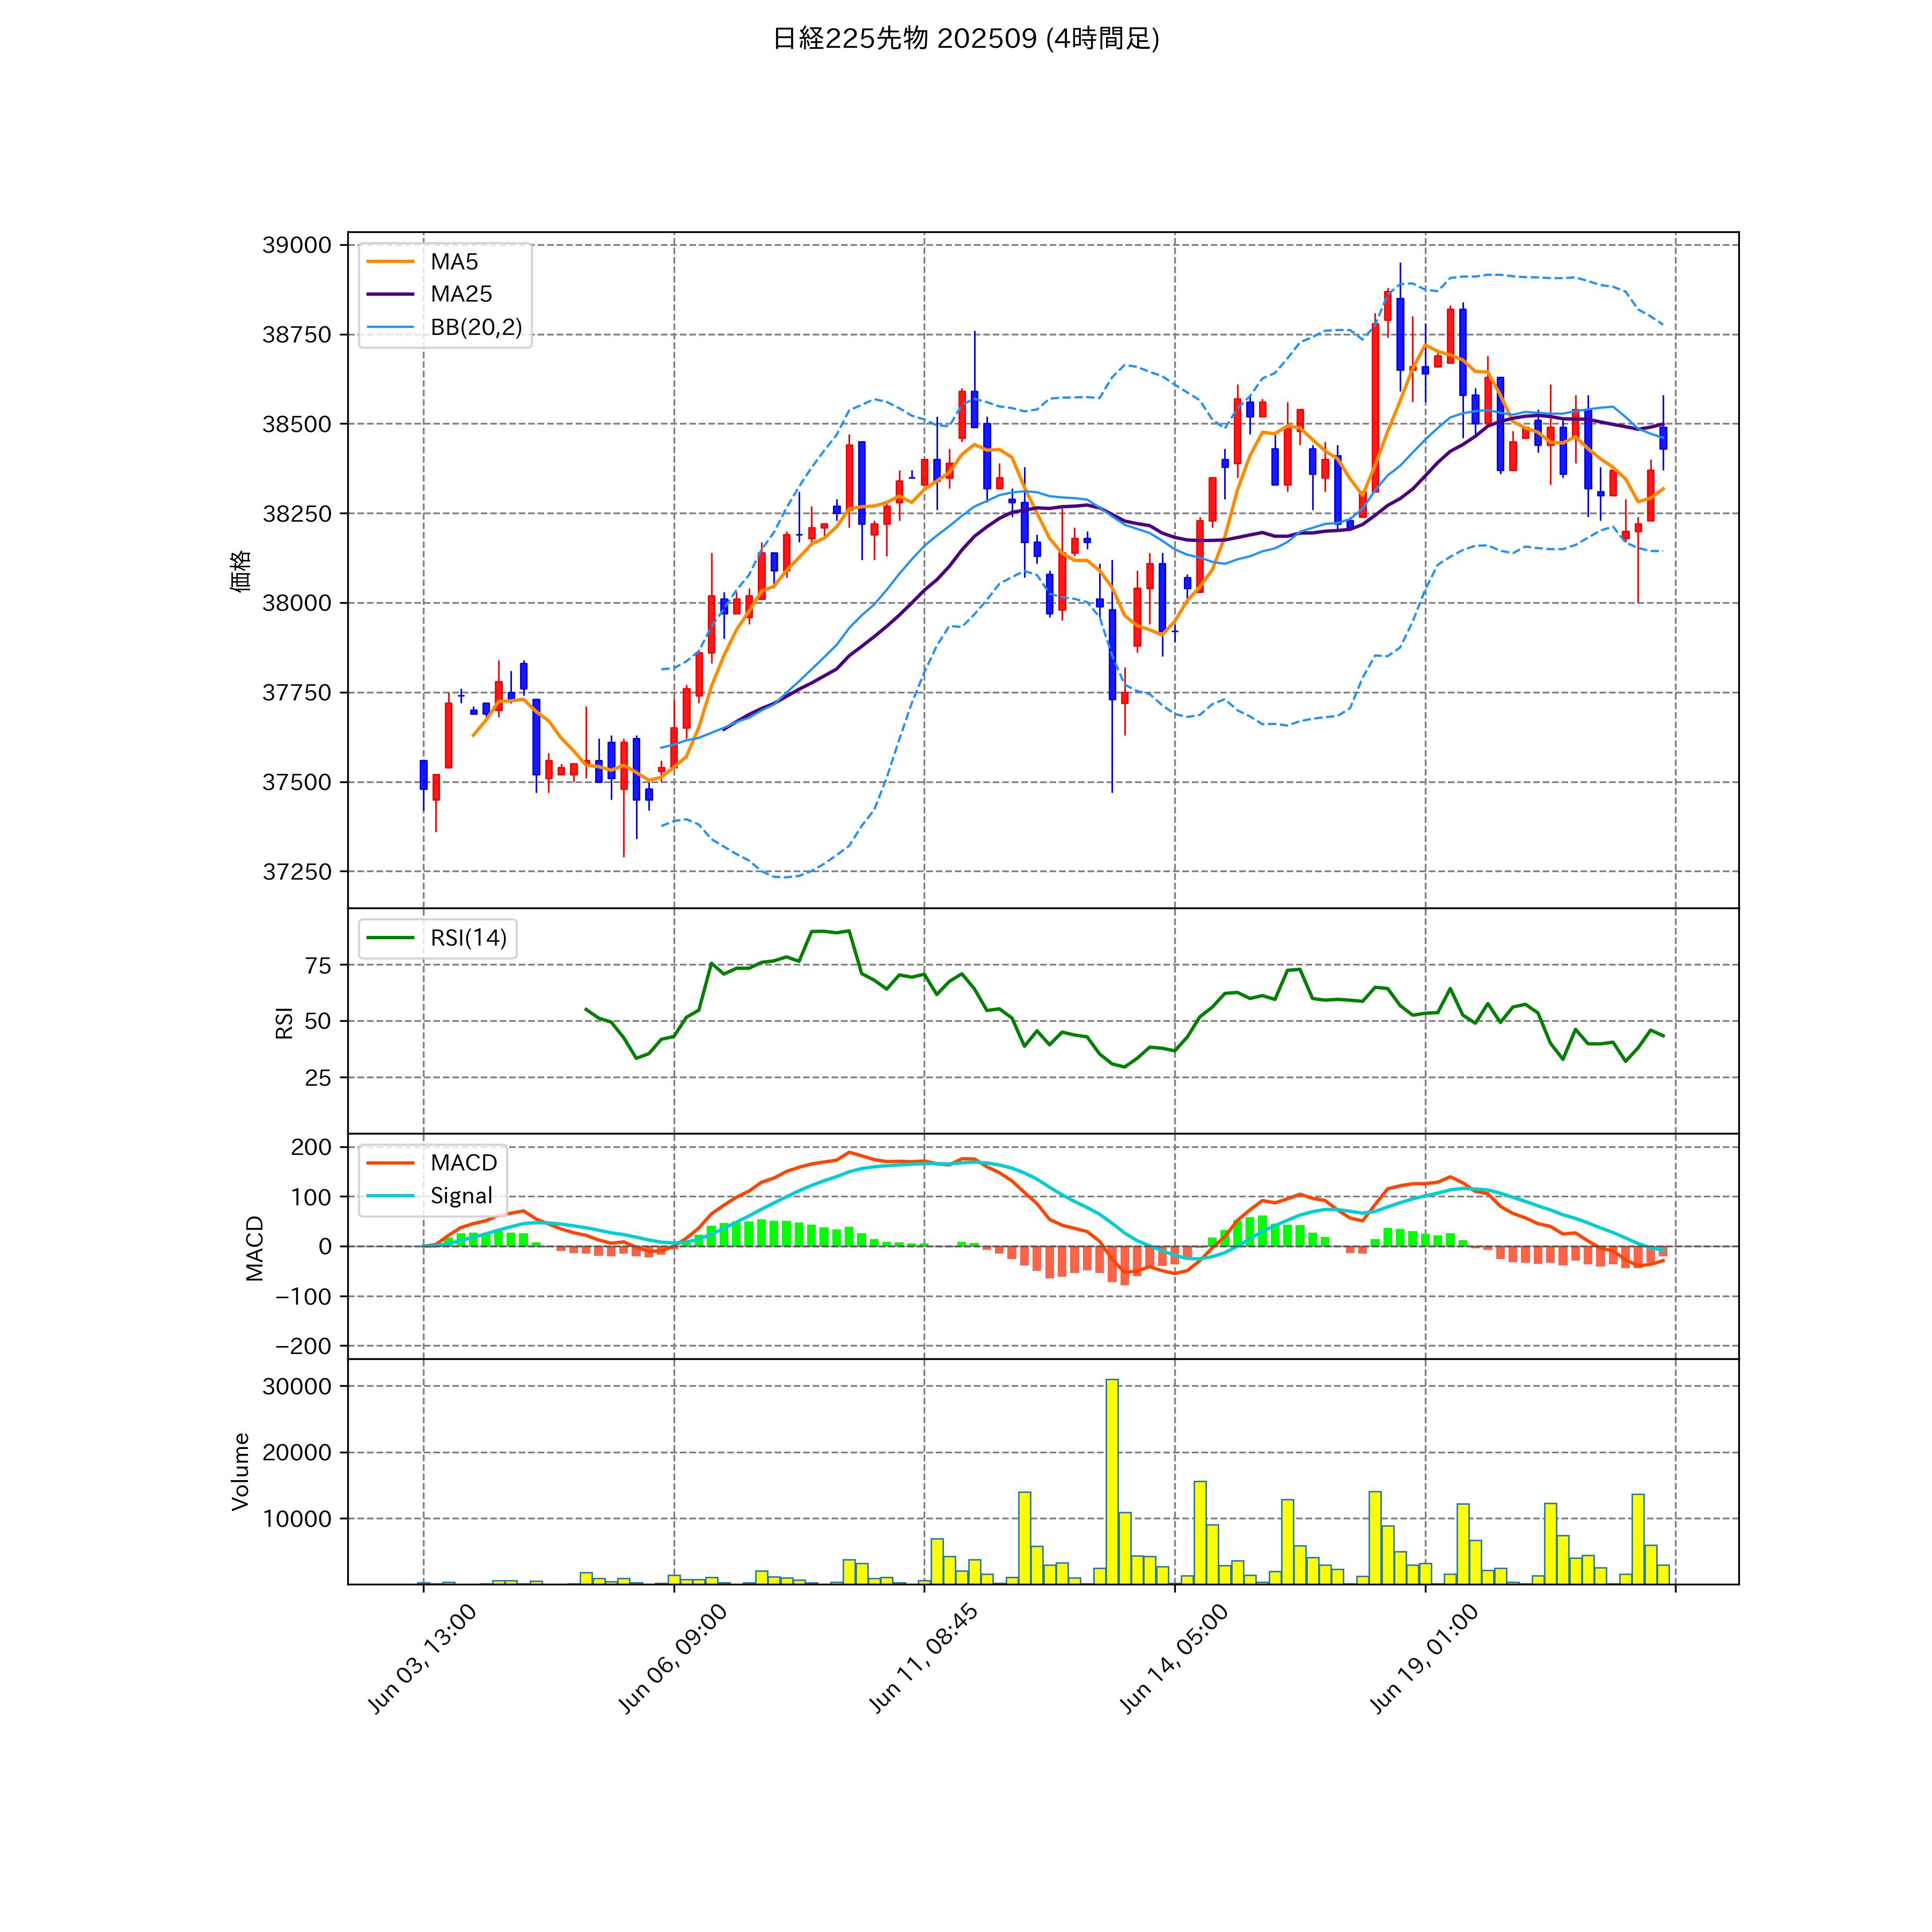 日経225先物 202509 (4時間足)
39000
38750
38500
38250
38000
37750
37500
37250
価格
MA5
MA25
BB(20,2)
75
50
25
RSI
RSI(14)
200
100
0
−100
−200
MACD
MACD
Signal
30000
20000
10000
Volume
Jun 03, 13:00
Jun 06, 09:00
Jun 11, 08:45
Jun 14, 05:00
Jun 19, 01:00